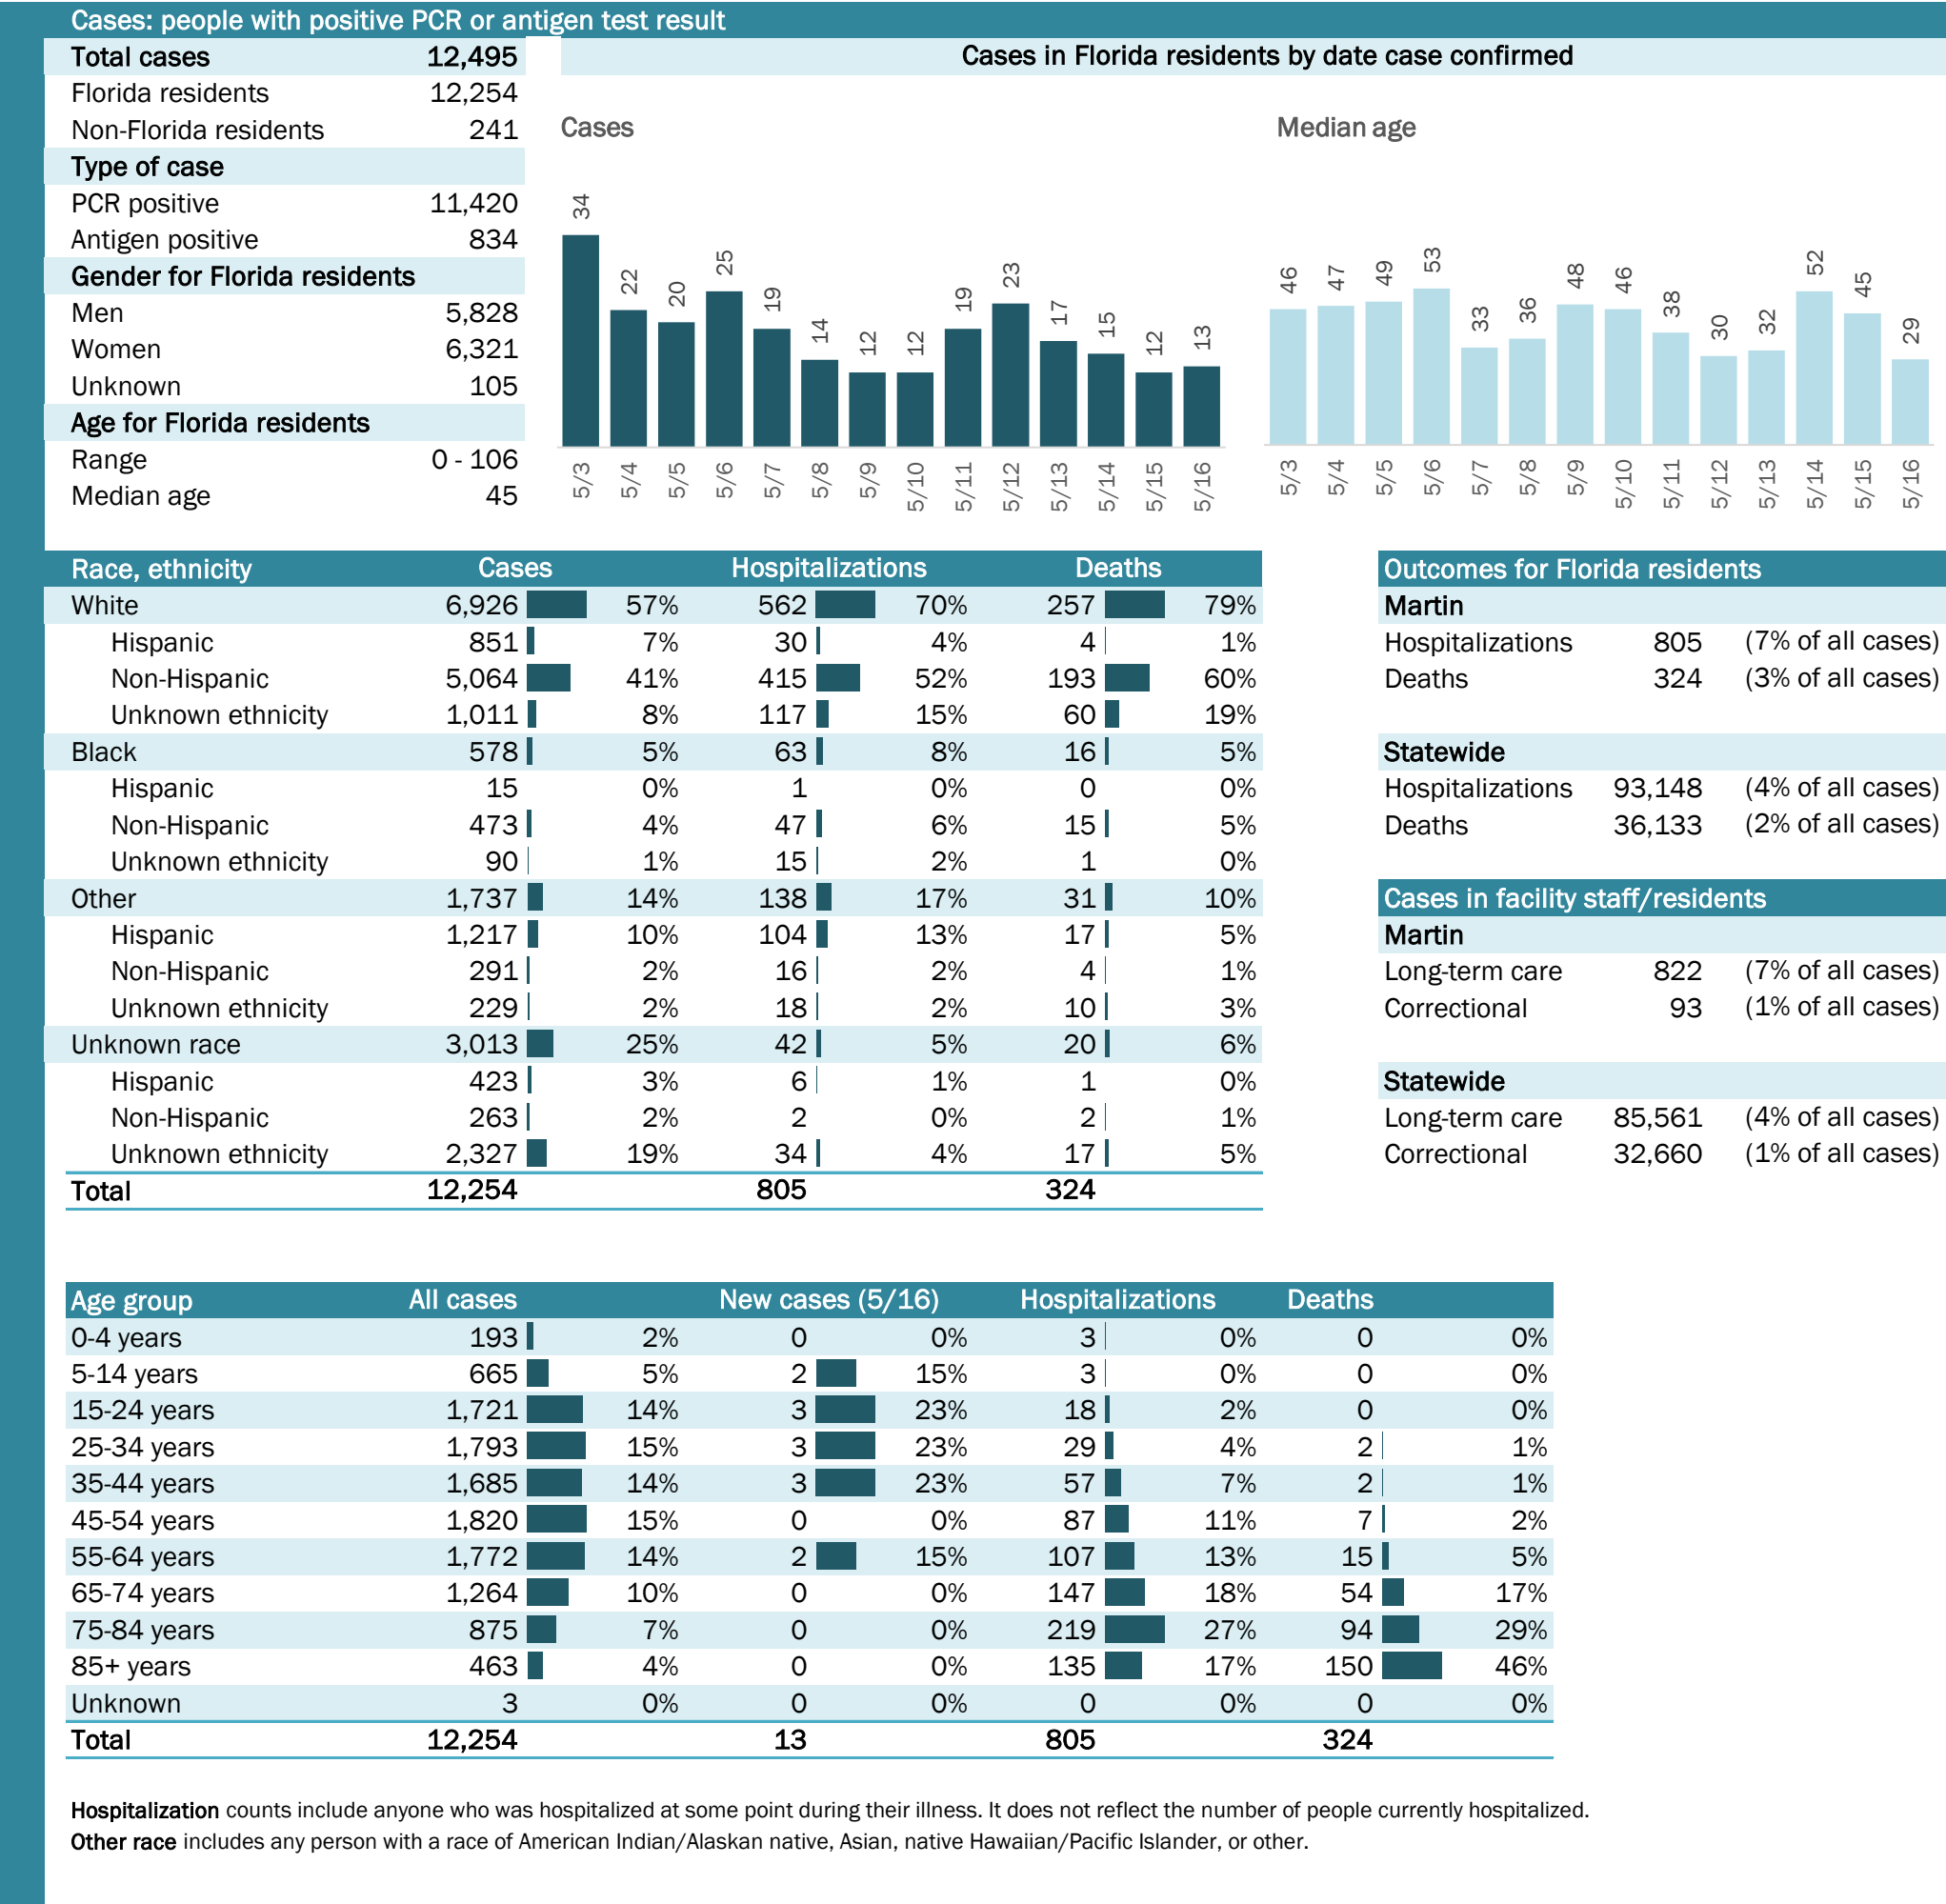 Cases: people with positive PCR or antigen test result
Total cases 12,495
Florida residents 12,254
Non-Florida residents 241
Type of case
PCR positive 11,420
Antigen positive 834
Gender for Florida residents
Men 5,828
Women 6,321
Unknown 105
Age for Florida residents
Range 0 - 106
Median age 45
Cases in Florida residents by date case confirmed
Cases
34 22 20 25 19 14 12 12 19 23 17 15 12 13
5/3 5/4 5/5 5/6 5/7 5/8 5/9 5/10 5/11 5/12 5/13 5/14 5/15 5/16
Median age
46 47 49 53 33 36 48 46 38 30 32 52 45 29
5/3 5/4 5/5 5/6 5/7 5/8 5/9 5/10 5/11 5/12 5/13 5/14 5/15 5/16
Race, ethnicity Cases Hospitalizations Deaths
White 6,926 57% 562 70% 257 79%
Hispanic 851 7% 30 4% 4 1%
Non-Hispanic 5,064 41% 415 52% 193 60%
Unknown ethnicity 1,011 8% 117 15% 60 19%
Black 578 5% 63 8% 16 5%
Hispanic 15 0% 1 0% 0 0%
Non-Hispanic 473 4% 47 6% 15 5%
Unknown ethnicity 90 1% 15 2% 1 0%
Other 1,737 14% 138 17% 31 10%
Hispanic 1,217 10% 104 13% 17 5%
Non-Hispanic 291 2% 16 2% 4 1%
Unknown ethnicity 229 2% 18 2% 10 3%
Unknown race 3,013 25% 42 5% 20 6%
Hispanic 423 3% 6 1% 1 0%
Non-Hispanic 263 2% 2 0% 2 1%
Unknown ethnicity 2,327 19% 34 4% 17 5%
Total 12,254 805 324
Outcomes for Florida residents
Martin
Hospitalizations 805 (7% of all cases)
Deaths 324 (3% of all cases)
Statewide
Hospitalizations 93,148 (4% of all cases)
Deaths 36,133 (2% of all cases)
Cases in facility staff/residents
Martin
Long-term care 822 (7% of all cases)
Correctional 93 (1% of all cases)
Statewide
Long-term care 85,561 (4% of all cases)
Correctional 32,660 (1% of all cases)
Age group All cases New cases (5/16) Hospitalizations Deaths
0-4 years 193 2% 0 0% 3 0% 0 0%
5-14 years 665 5% 2 15% 3 0% 0 0%
15-24 years 1,721 14% 3 23% 18 2% 0 0%
25-34 years 1,793 15% 3 23% 29 4% 2 1%
35-44 years 1,685 14% 3 23% 57 7% 2 1%
45-54 years 1,820 15% 0 0% 87 11% 7 2%
55-64 years 1,772 14% 2 15% 107 13% 15 5%
65-74 years 1,264 10% 0 0% 147 18% 54 17%
75-84 years 875 7% 0 0% 219 27% 94 29%
85+ years 463 4% 0 0% 135 17% 150 46%
Unknown 3 0% 0 0% 0 0% 0 0%
Total 12,254 13 805 324
Hospitalization counts include anyone who was hospitalized at some point during their illness. It does not reflect the number of people currently hospitalized.
Other race includes any person with a race of American Indian/Alaskan native, Asian, native Hawaiian/Pacific Islander, or other.